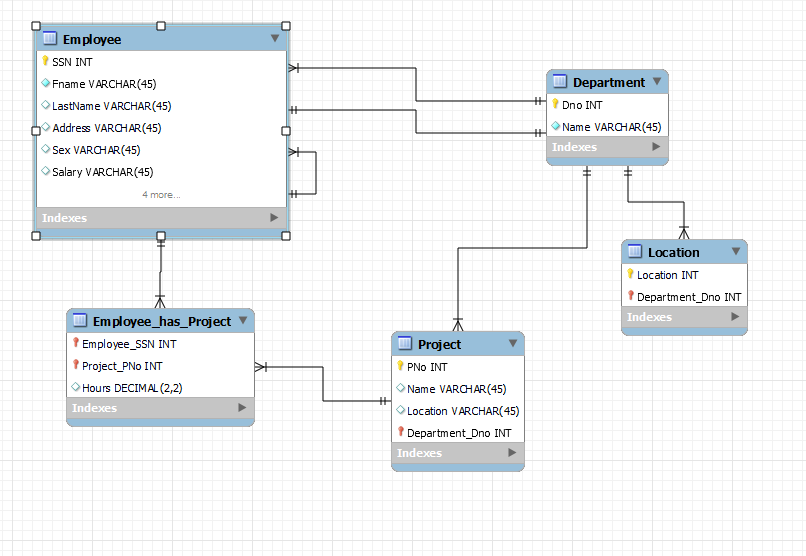 Employee
SSN INT
Fname VARCHAR(45)
LastName VARCHAR(45)
Address VARCHAR(45)
Sex VARCHAR(45)
Salary VARCHAR(45)
4 more...
Indexes
Department
Dno INT
Name VARCHAR(45)
Indexes
Location
Location INT
Department_Dno INT
Indexes
Employee_has_Project
Employee_SSN INT
Project_PNo INT
Hours DECIMAL(2,2)
Indexes
Project
PNo INT
Name VARCHAR(45)
Location VARCHAR(45)
Department_Dno INT
Indexes